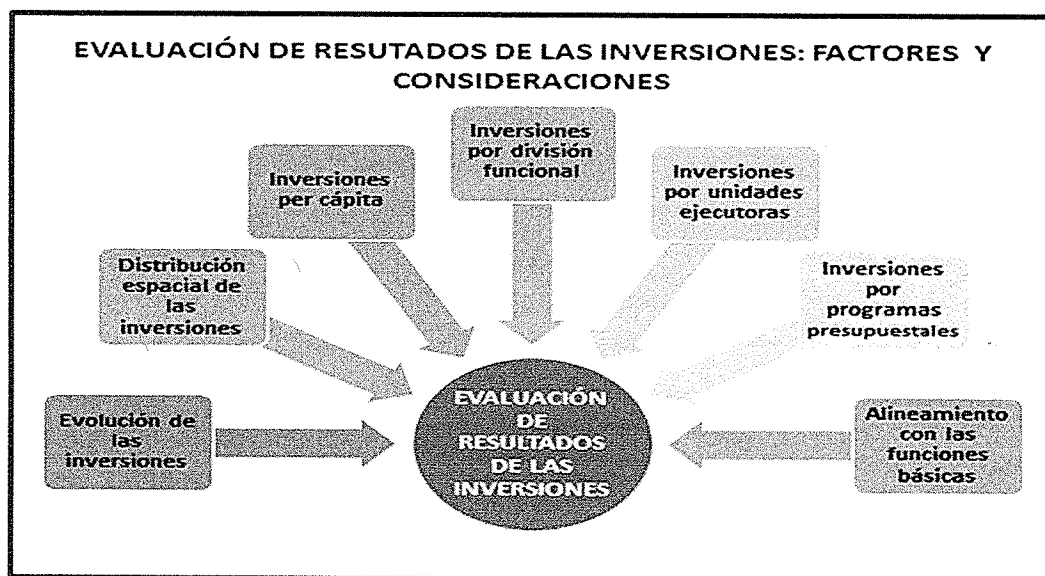 EVALUACIÓN DE RESUTADOS DE LAS INVERSIONES: FACTORES Y
CONSIDERACIONES
Inversiones
por división
funcional
Inversiones
per cápita
Inversiones
por unidades
ejecutoras
Distribución
espacial de
las
inversiones
Inversiones
por
programas
presupuestales
Evolución de
las
inversiones
EVALUACIÓN
DE
RESULTADOS
DE LAS
INVERSIONES
Alineamiento
con las
funciones
básicas